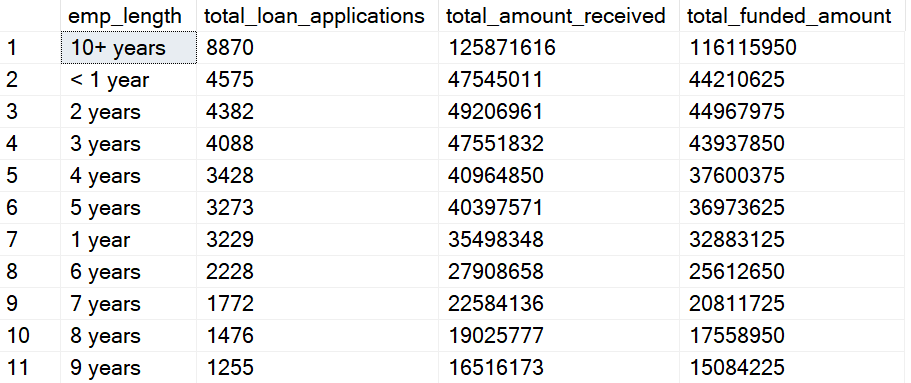 emp_length total_loan_applications total_amount_received total_funded_amount
1 10+ years 8870 125871616 116115950
2 < 1 year 4575 47545011 44210625
3 2 years 4382 49206961 44967975
4 3 years 4088 47551832 43937850
5 4 years 3428 40964850 37600375
6 5 years 3273 40397571 36973625
7 1 year 3229 35498348 32883125
8 6 years 2228 27908658 25612650
9 7 years 1772 22584136 20811725
10 8 years 1476 19025777 17558950
11 9 years 1255 16516173 15084225